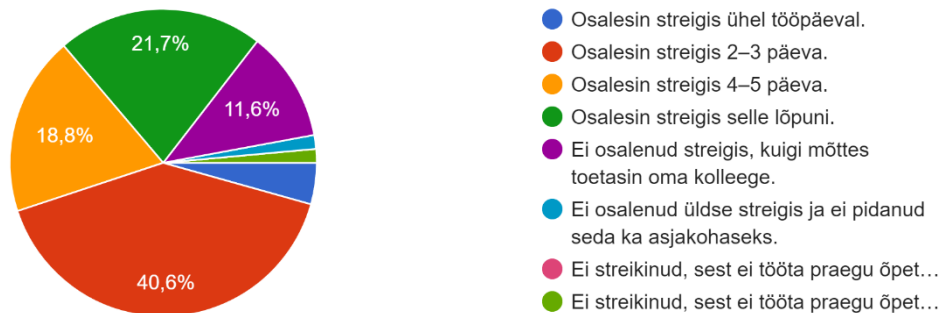 21,7%
11,6%
18,8%
40,6%
Osalesin streigis ühel tööpäeval.
Osalesin streigis 2–3 päeva.
Osalesin streigis 4–5 päeva.
Osalesin streigis selle lõpuni.
Ei osalenud streigis, kuigi mõttes
toetasin oma kolleege.
Ei osalenud üldse streigis ja ei pidanud
seda ka asjakohaseks.
Ei streikinud, sest ei tööta praegu õpet…
Ei streikinud, sest ei tööta praegu õpet…